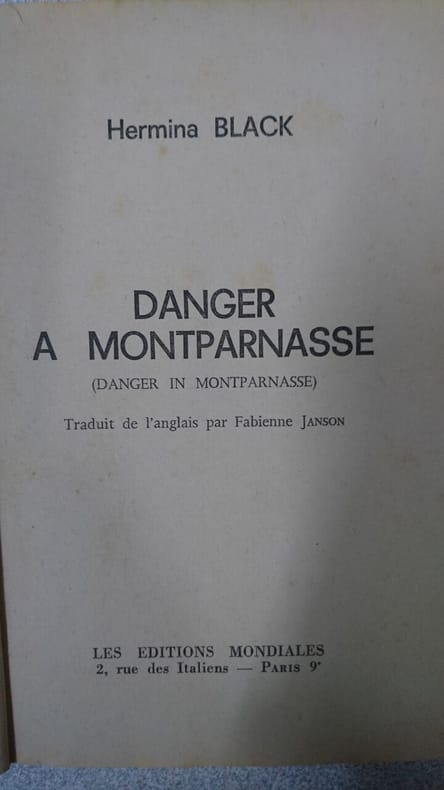 Hermina BLACK
DANGER
A MONTPARNASSE
(DANGER IN MONTPARNASSE)
Traduit de l'anglais par Fabienne JANSON
LES EDITIONS MONDIALES
2, rue des Italiens — PARIS 9ᵉ